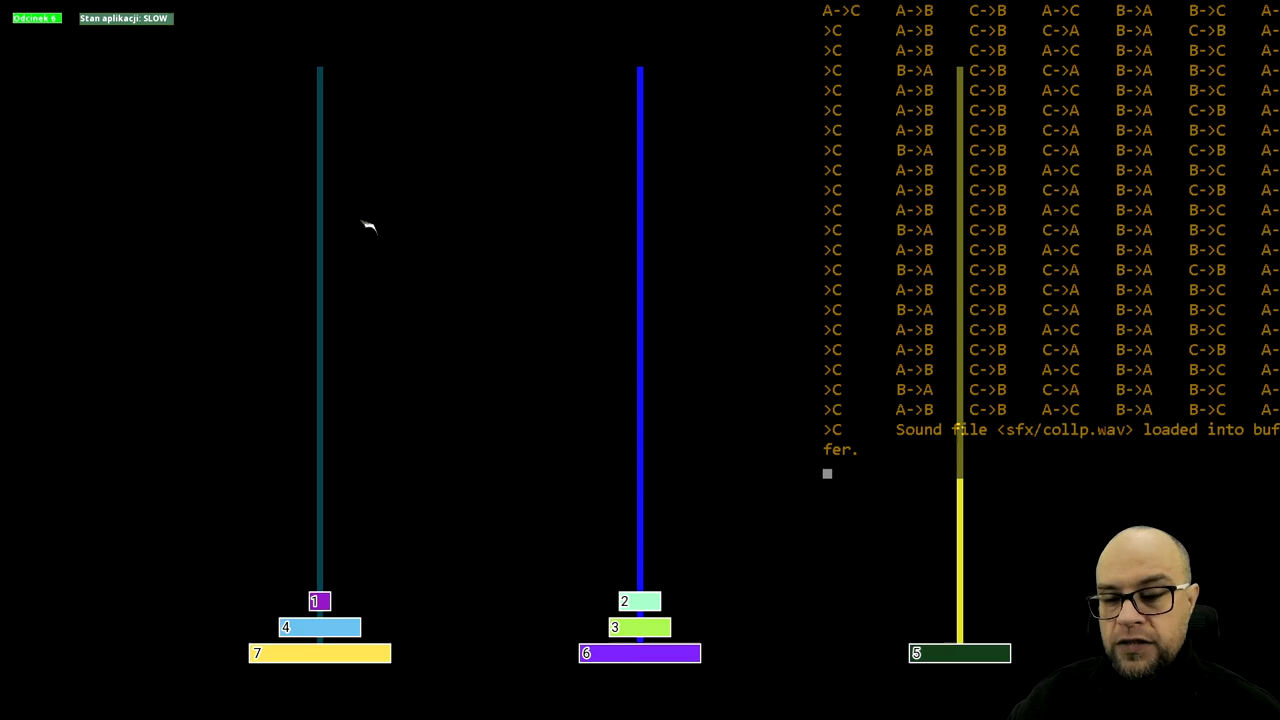 Odcinek 6
Stan aplikacji: SLOW
A->C A->B C->B A->C B->A B->C A-
>C A->B C->B A->C B->A C->B A-
>C A->B C->B A->C B->A B->C A-
>C B->A C->B C->A B->A B->C A-
>C A->B C->B A->C B->A B->C A-
>C A->B C->B C->A B->A C->B A-
>C A->B C->B A->C B->A B->C A-
>C B->A C->B C->A B->A C->B A-
>C A->B C->B A->C B->A B->C A-
>C A->B C->B C->A B->A C->B A-
>C A->B C->B A->C B->A B->C A-
>C B->A C->B C->A B->A B->C A-
>C A->B C->B A->C B->A B->C A-
>C B->A C->B C->A B->A C->B A-
>C A->B C->B C->A B->A B->C A-
>C B->A C->B C->A B->A B->C A-
>C A->B C->B A->C B->A B->C A-
>C A->B C->B C->A B->A C->B A-
>C A->B C->B A->C B->A B->C A-
>C B->A C->B C->A B->A B->C A-
>C A->B C->B A->C B->A B->C A-
>C Sound file <sfx/collp.wav> loaded into buf
fer.
1
4
7
2
3
6
5